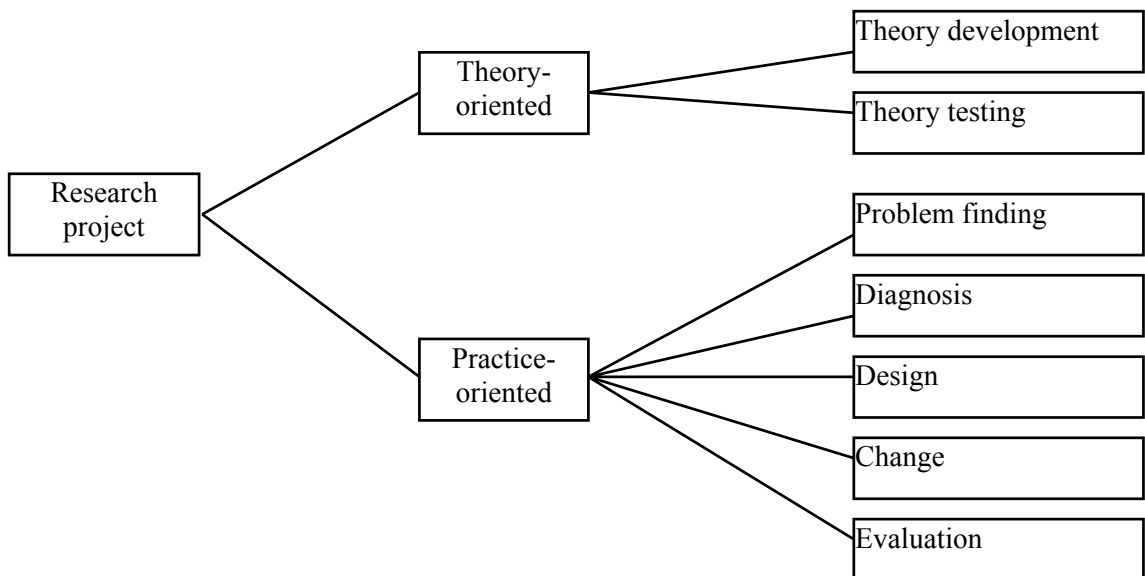 Research
project
Theory-
oriented
Practice-
oriented
Theory development
Theory testing
Problem finding
Diagnosis
Design
Change
Evaluation